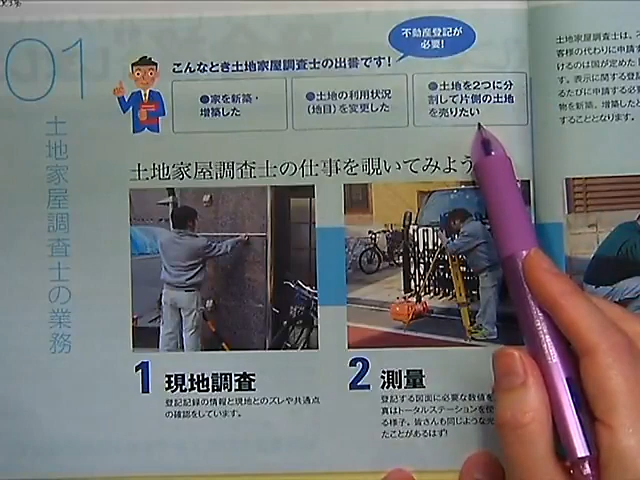 01
土地家屋調査士の業務
不動産登記が
必要!
こんなとき土地家屋調査士の出番です!
●家を新築・
増築した
●土地の利用状況
(地目)を変更した
●土地を2つに分
割して片側の土地
を売りたい
土地家屋調査士の仕事を覗いてみよう
1 現地調査
登記記録の情報と現地とのズレや共通点
の確認をしています。
2 測量
登記する図面に必要な数値を
真はトータルステーションを使
る様子。皆さんも同じような光
たことがあるはず!
土地家屋調査士は、
客様の代わりに申請す
けるのは国が定めた
す。表示に関する登
るたびに申請する必
物を新築、増築した
することとなります。